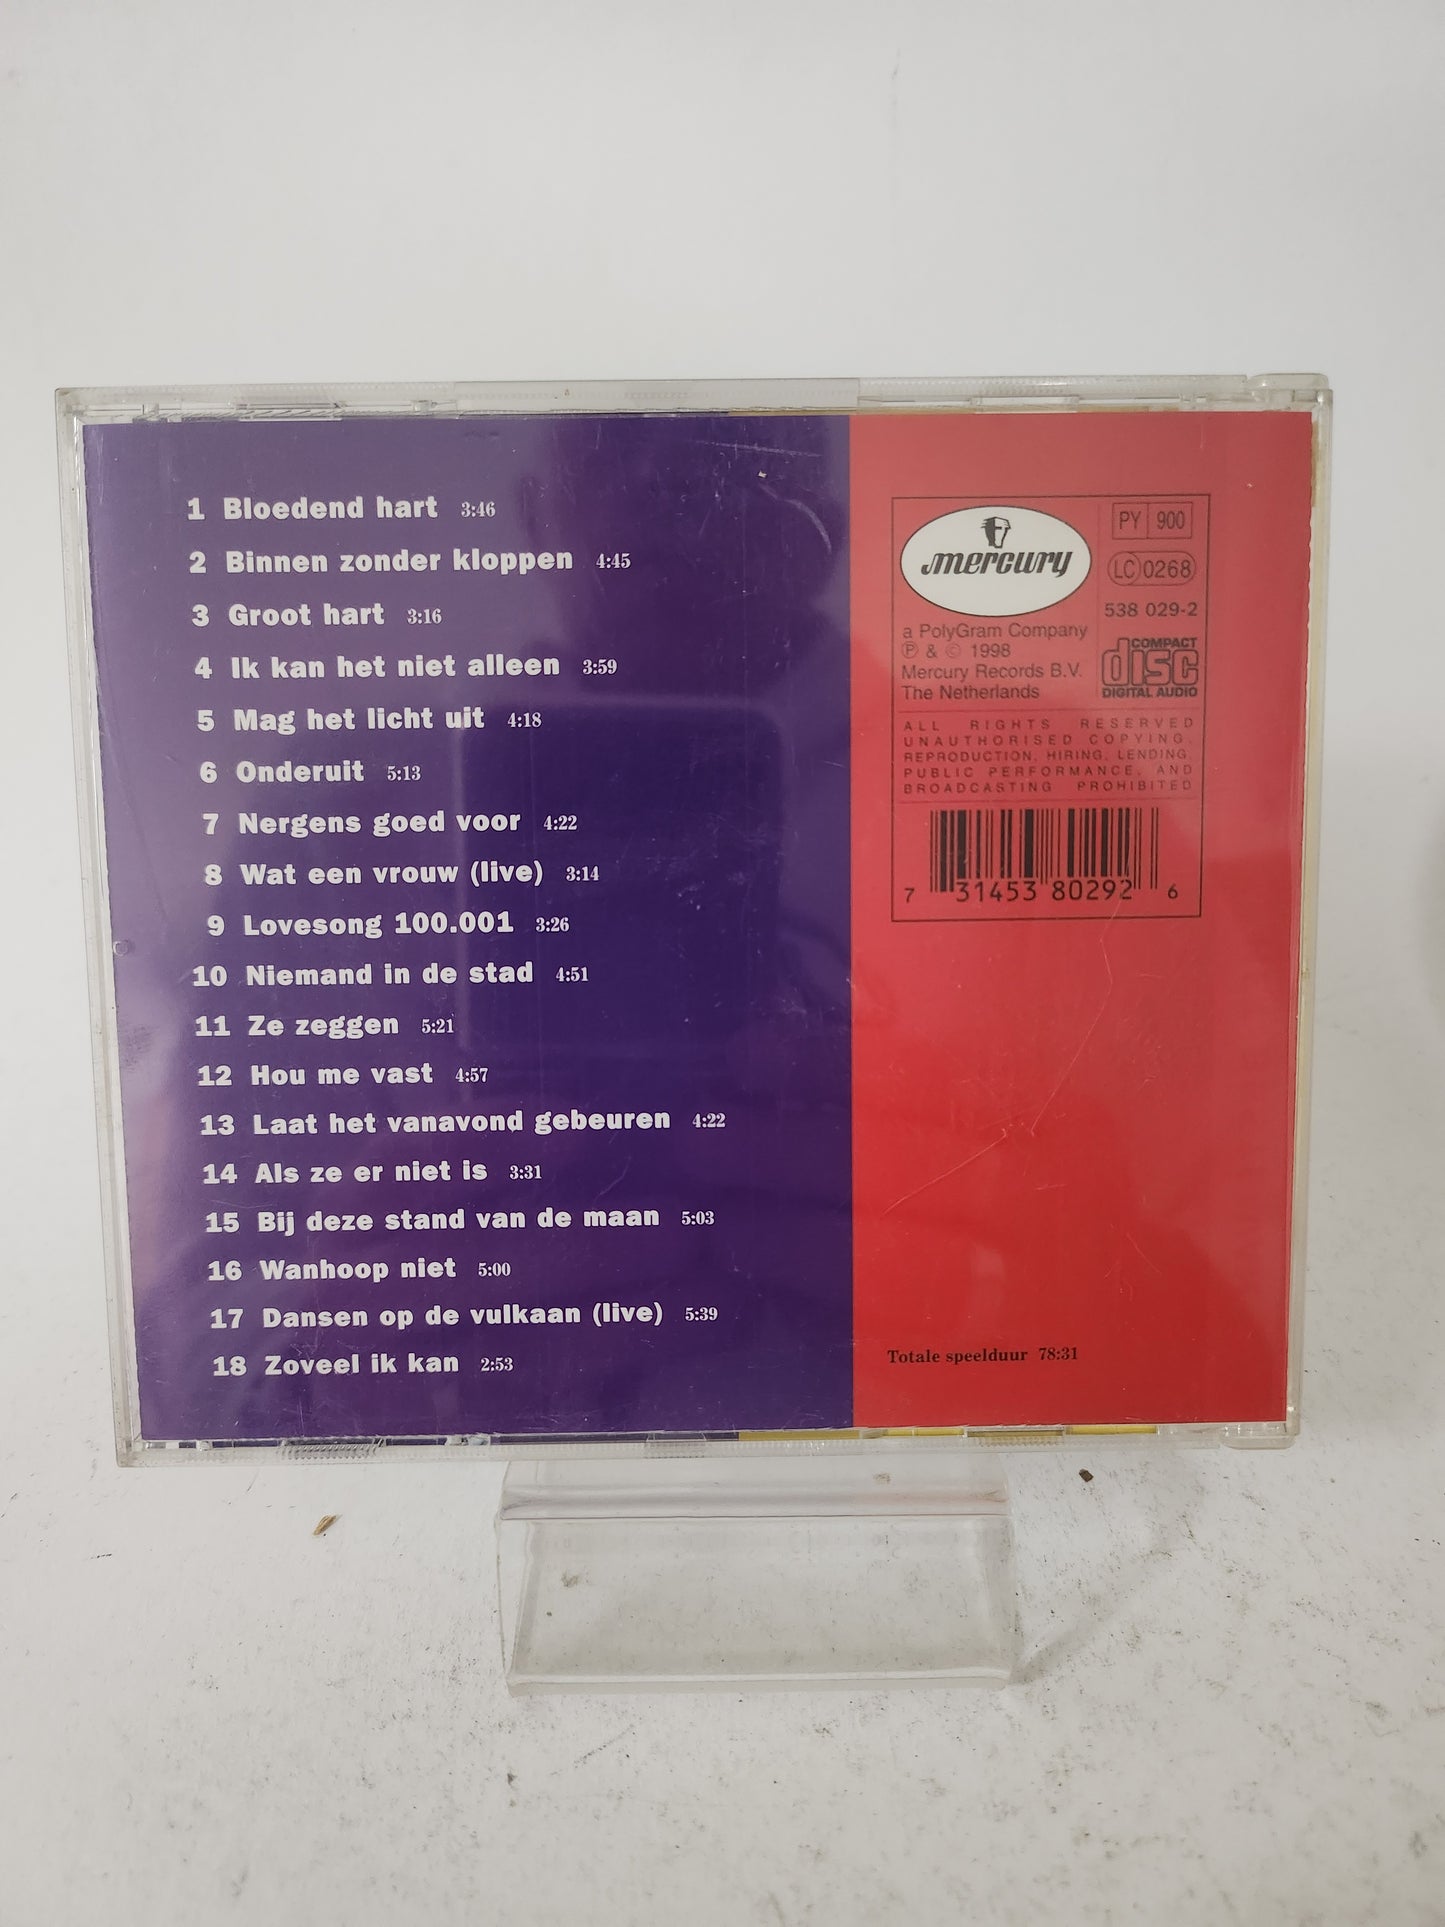 1 Bloedend hart 3:46
2 Binnen zonder kloppen 4:45
3 Groot hart 3:16
4 Ik kan het niet alleen 3:59
5 Mag het licht uit 4:18
6 Onderuit 5:13
7 Nergens goed voor 4:22
8 Wat een vrouw (live) 3:14
9 Lovesong 100.001 3:26
10 Niemand in de stad 4:51
11 Ze zeggen 5:21
12 Hou me vast 4:57
13 Laat het vanavond gebeuren 4:22
14 Als ze er niet is 3:31
15 Bij deze stand van de maan 5:03
16 Wanhoop niet 5:00
17 Dansen op de vulkaan (live) 5:39
18 Zoveel ik kan 2:53
mercury
PY 900
LC 0268
538 029-2
a PolyGram Company
℗ & © 1998
Mercury Records B.V.
The Netherlands
COMPACT
disc
DIGITAL AUDIO
ALL RIGHTS RESERVED
UNAUTHORISED COPYING,
REPRODUCTION, HIRING, LENDING,
PUBLIC PERFORMANCE, AND
BROADCASTING PROHIBITED
7 31453 80292 6
Totale speelduur 78:31